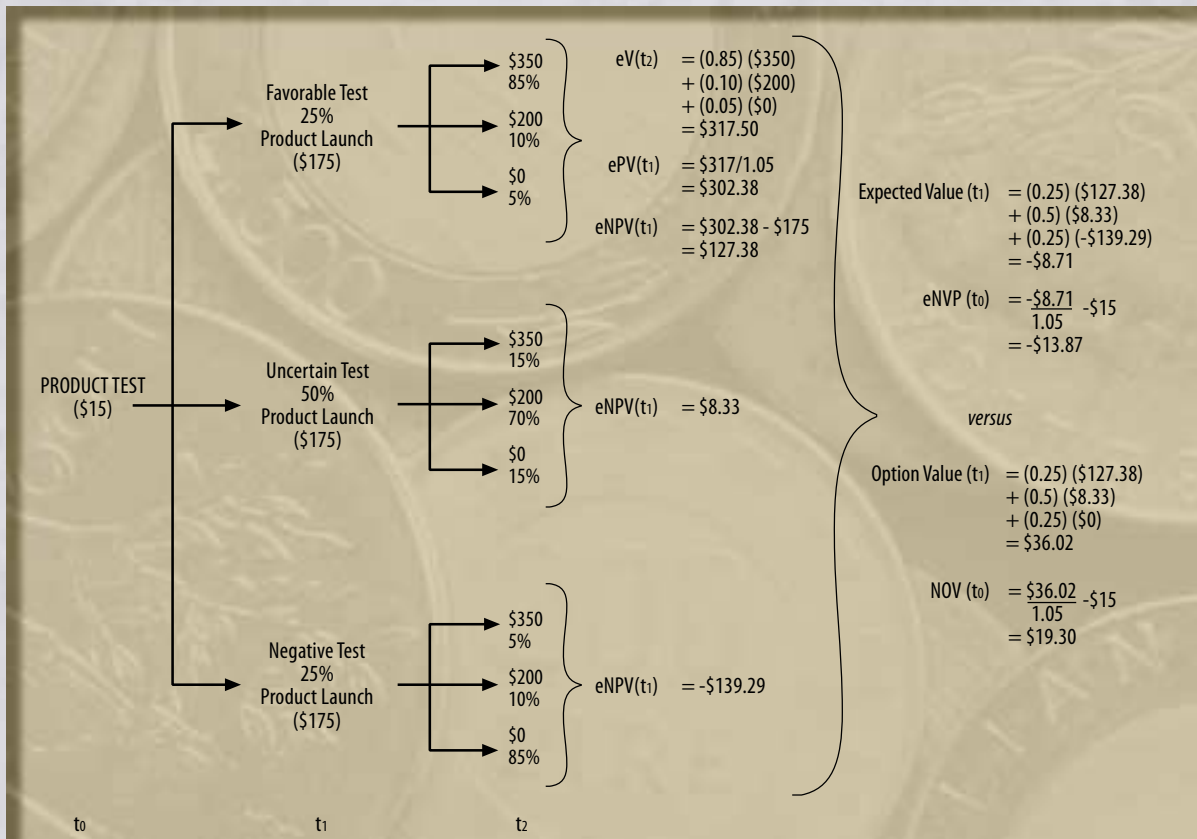 PRODUCT TEST
($15)
Favorable Test
25%
Product Launch
($175)
$350
85%
$200
10%
$0
5%
eV(t2) = (0.85) ($350)
+ (0.10) ($200)
+ (0.05) ($0)
= $317.50
ePV(t1) = $317/1.05
= $302.38
eNPV(t1) = $302.38 - $175
= $127.38
Uncertain Test
50%
Product Launch
($175)
$350
15%
$200
70%
$0
15%
eNPV(t1) = $8.33
Negative Test
25%
Product Launch
($175)
$350
5%
$200
10%
$0
85%
eNPV(t1) = -$139.29
Expected Value (t1) = (0.25) ($127.38)
+ (0.5) ($8.33)
+ (0.25) (-$139.29)
= -$8.71
eNVP (t0) = -$8.71 -$15
1.05
= -$13.87
versus
Option Value (t1) = (0.25) ($127.38)
+ (0.5) ($8.33)
+ (0.25) ($0)
= $36.02
NOV (t0) = $36.02 -$15
1.05
= $19.30
t0 t1 t2